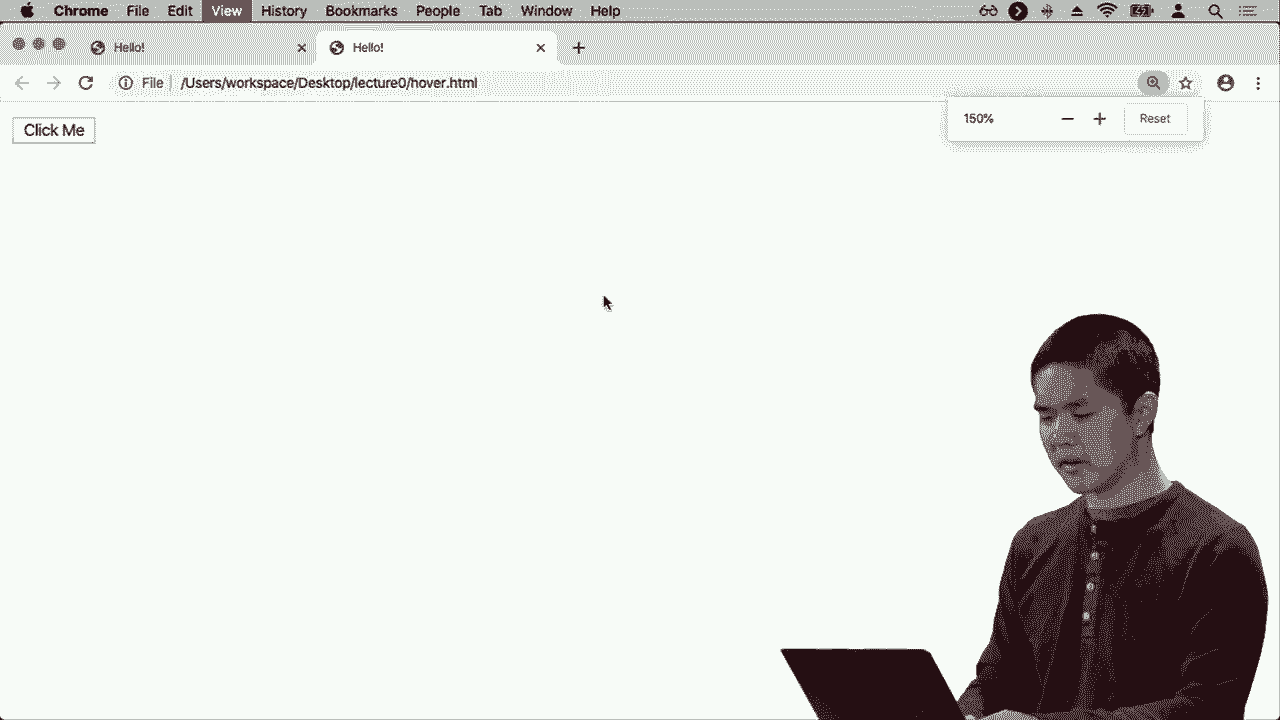 Chrome File Edit View History Bookmarks People Tab Window Help
Hello! Hello!
File /Users/workspace/Desktop/lecture0/hover.html
150% Reset
Click Me